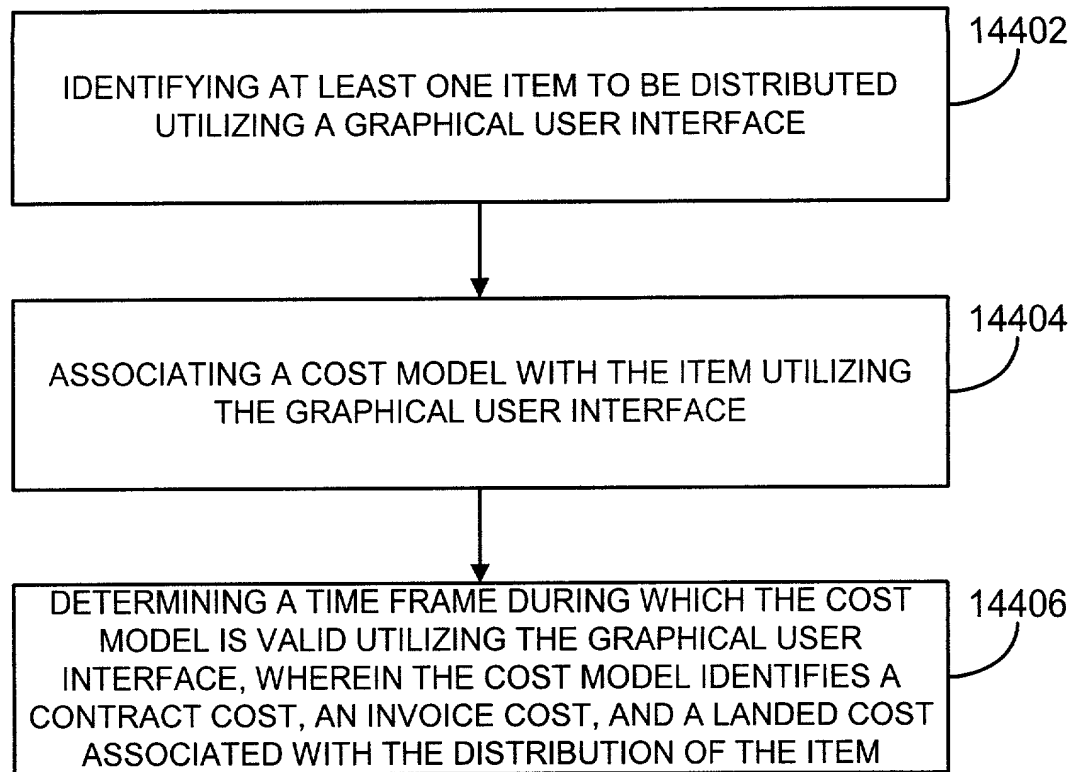 14402
IDENTIFYING AT LEAST ONE ITEM TO BE DISTRIBUTED
UTILIZING A GRAPHICAL USER INTERFACE
14404
ASSOCIATING A COST MODEL WITH THE ITEM UTILIZING
THE GRAPHICAL USER INTERFACE
14406
DETERMINING A TIME FRAME DURING WHICH THE COST
MODEL IS VALID UTILIZING THE GRAPHICAL USER
INTERFACE, WHEREIN THE COST MODEL IDENTIFIES A
CONTRACT COST, AN INVOICE COST, AND A LANDED COST
ASSOCIATED WITH THE DISTRIBUTION OF THE ITEM